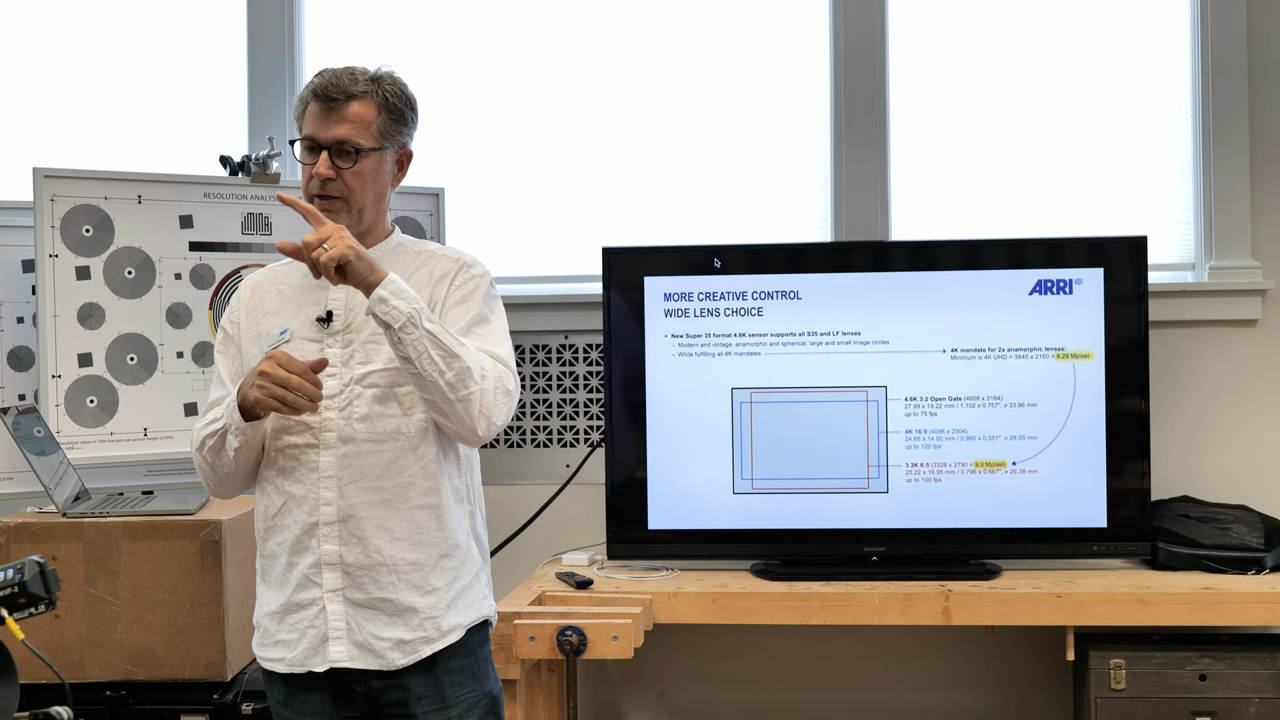 RESOLUTION ANALYSIS
IMINA
MORE CREATIVE CONTROL
WIDE LENS CHOICE
ARRI
• New Super 35 format 4.6K sensor supports all S35 and LF lenses
– Modern and vintage, anamorphic and spherical, large and small image circles
– While fulfilling all 4K mandates
4K mandate for 2x anamorphic lenses:
Minimum is 4K UHD = 3840 x 2160 = 8.29 Mpixel
4.6K 3:2 Open Gate (4608 x 3164)
27.99 x 19.22 mm / 1.102 x 0.757", ⌀ 33.96 mm
up to 75 fps
4K 16:9 (4096 x 2304)
24.88 x 14.00 mm / 0.980 x 0.551", ⌀ 28.55 mm
up to 120 fps
3.3K 6:5 (3328 x 2790 = 9.3 Mpixel)
20.22 x 16.95 mm / 0.796 x 0.667", ⌀ 26.38 mm
up to 100 fps
SHARP